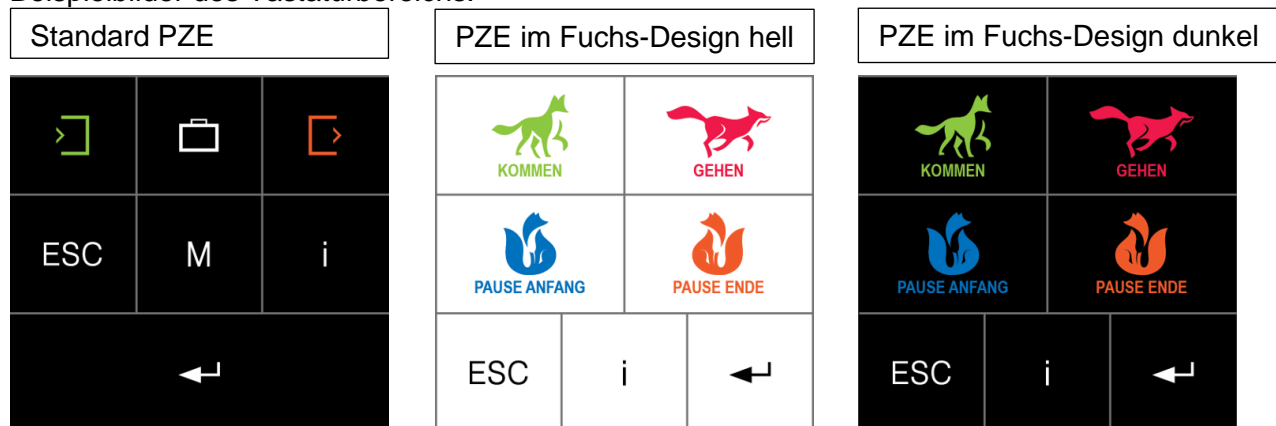 Beispielbilder des Tastaturbereichs:
Standard PZE
PZE im Fuchs-Design hell
PZE im Fuchs-Design dunkel
ESC M i
KOMMEN GEHEN
PAUSE ANFANG PAUSE ENDE
ESC i
KOMMEN GEHEN
PAUSE ANFANG PAUSE ENDE
ESC i